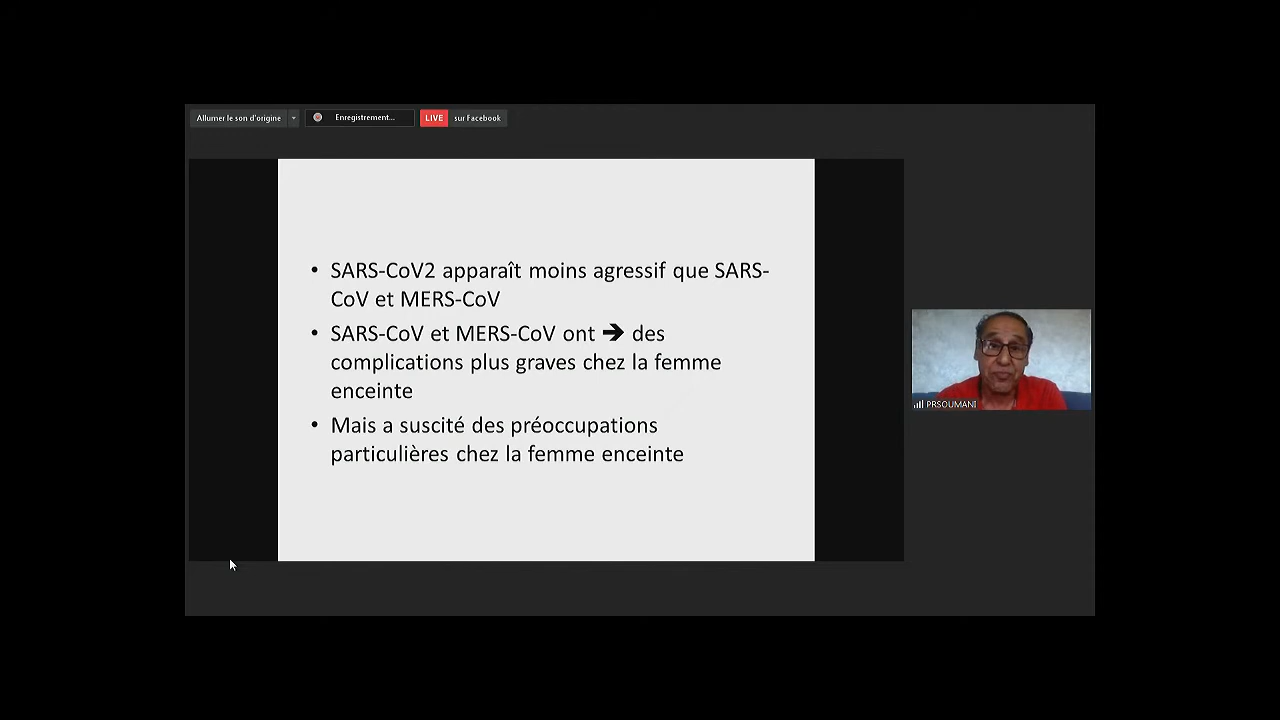 Allumer le son d'origine
Enregistrement...
LIVE sur Facebook
• SARS-CoV2 apparaît moins agressif que SARS-
CoV et MERS-CoV
• SARS-CoV et MERS-CoV ont ➔ des
complications plus graves chez la femme
enceinte
• Mais a suscité des préoccupations
particulières chez la femme enceinte
PRSOUMANI